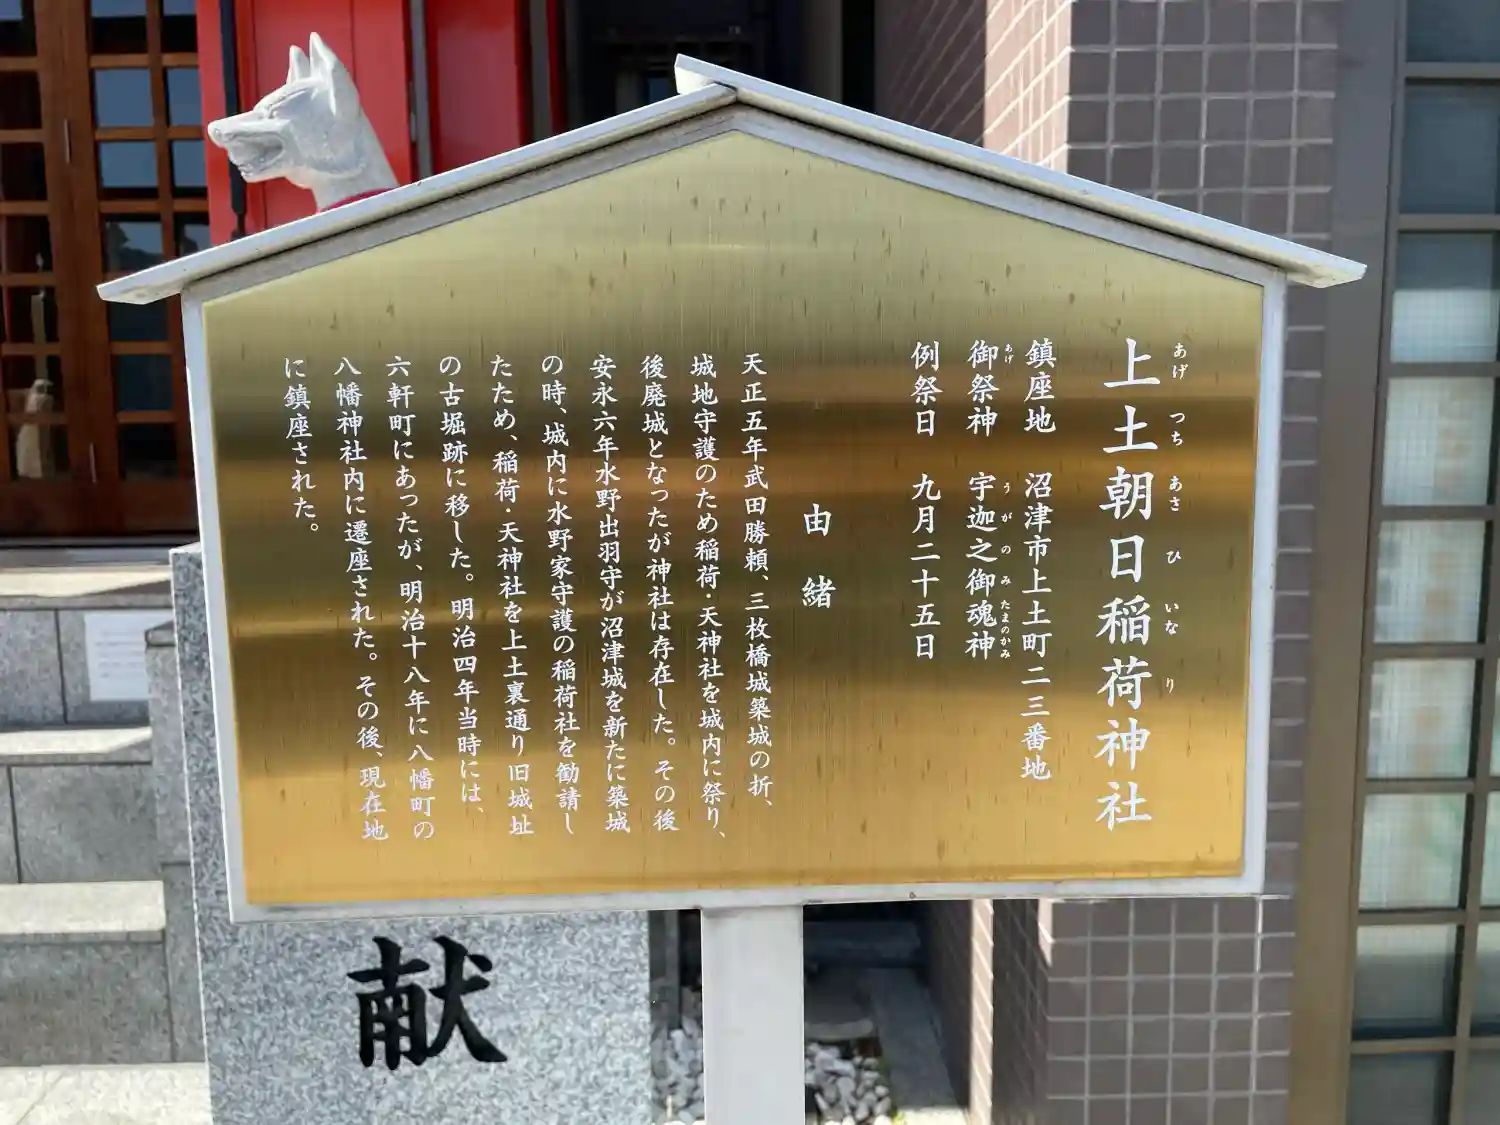 上土朝日稲荷神社
あげ つち あさ ひ いな り
鎮座地 沼津市上土町二三番地
御祭神 宇迦之御魂神
あげ うがのみたまのかみ
例祭日 九月二十五日
由緒
天正五年武田勝頼、三枚橋城築城の折、
城地守護のため稲荷・天神社を城内に祭り、
後廃城となったが神社は存在した。その後
安永六年水野出羽守が沼津城を新たに築城
の時、城内に水野家守護の稲荷社を勧請し
たため、稲荷・天神社を上土裏通り旧城址
の古堀跡に移した。明治四年当時には、
六軒町にあったが、明治十八年に八幡町の
八幡神社内に遷座された。その後、現在地
に鎮座された。
献